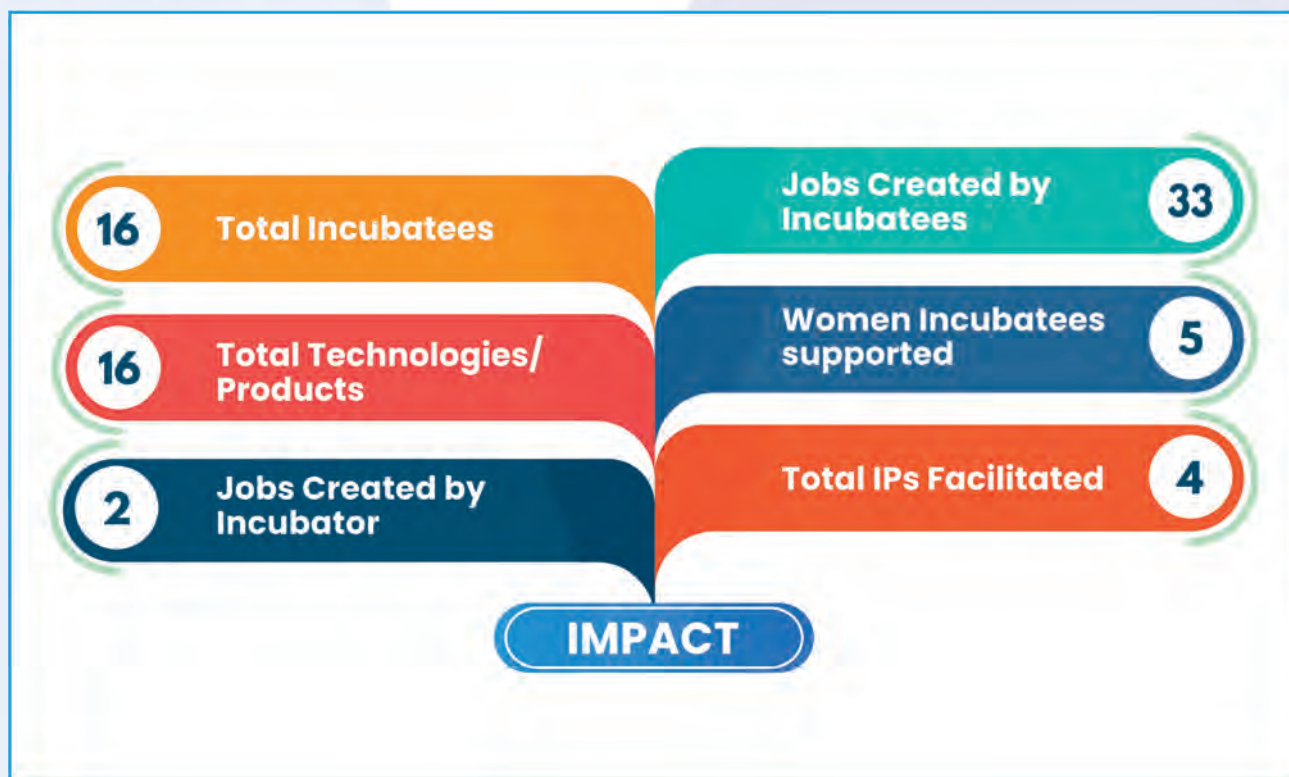 16
Total Incubatees
16
Total Technologies/
Products
2
Jobs Created by
Incubator
Jobs Created by
Incubatees
33
Women Incubatees
supported
5
Total IPs Facilitated
4
IMPACT